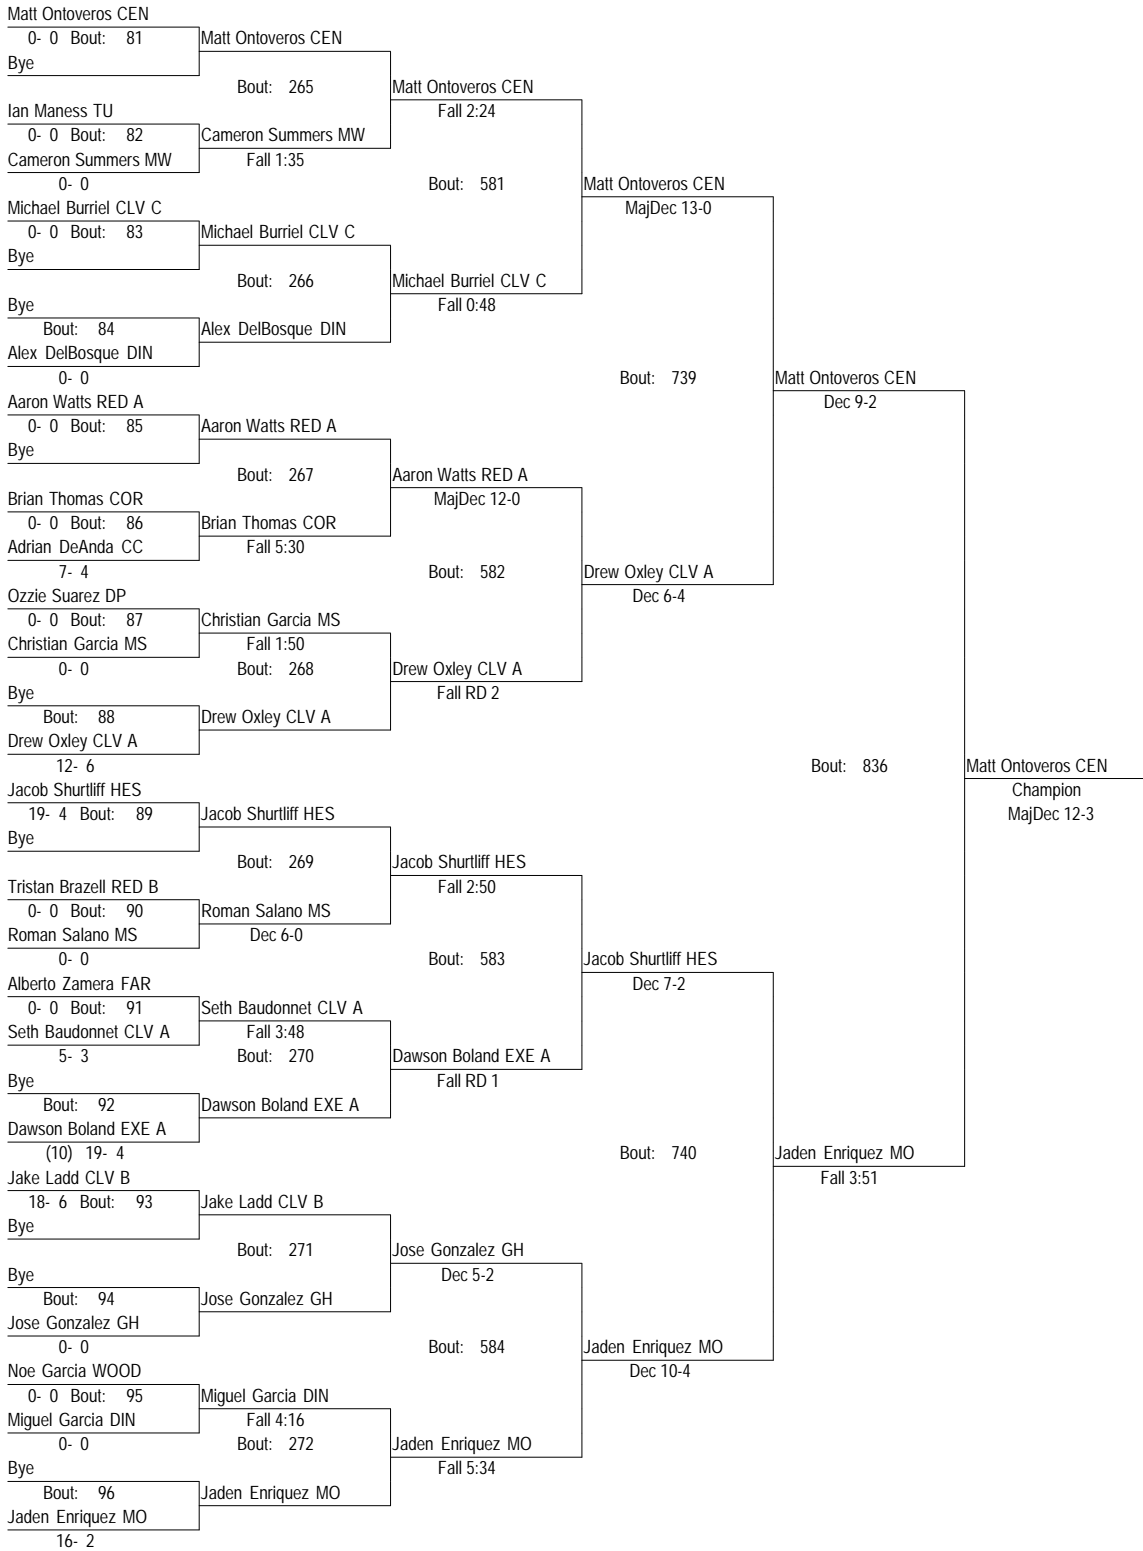 Matt Ontoveros CEN
0- 0 Bout: 81
Matt Ontoveros CEN
Bye
Bout: 265
Matt Ontoveros CEN
Fall 2:24
Ian Maness TU
0- 0 Bout: 82
Cameron Summers MW
Cameron Summers MW
Fall 1:35
0- 0
Bout: 581
Matt Ontoveros CEN
MajDec 13-0
Michael Burriel CLV C
0- 0 Bout: 83
Michael Burriel CLV C
Bye
Bout: 266
Michael Burriel CLV C
Fall 0:48
Bye
Bout: 84
Alex DelBosque DIN
Alex DelBosque DIN
0- 0
Bout: 739
Matt Ontoveros CEN
Dec 9-2
Aaron Watts RED A
0- 0 Bout: 85
Aaron Watts RED A
Bye
Bout: 267
Aaron Watts RED A
MajDec 12-0
Brian Thomas COR
0- 0 Bout: 86
Brian Thomas COR
Adrian DeAnda CC
Fall 5:30
7- 4
Bout: 582
Drew Oxley CLV A
Dec 6-4
Ozzie Suarez DP
0- 0 Bout: 87
Christian Garcia MS
Christian Garcia MS
Fall 1:50
0- 0
Bout: 268
Drew Oxley CLV A
Fall RD 2
Bye
Bout: 88
Drew Oxley CLV A
Drew Oxley CLV A
12- 6
Bout: 836
Matt Ontoveros CEN
Champion
MajDec 12-3
Jacob Shurtliff HES
19- 4 Bout: 89
Jacob Shurtliff HES
Bye
Bout: 269
Jacob Shurtliff HES
Fall 2:50
Tristan Brazell RED B
0- 0 Bout: 90
Roman Salano MS
Roman Salano MS
Dec 6-0
0- 0
Bout: 583
Jacob Shurtliff HES
Dec 7-2
Alberto Zamera FAR
0- 0 Bout: 91
Seth Baudonnet CLV A
Seth Baudonnet CLV A
Fall 3:48
5- 3
Bout: 270
Dawson Boland EXE A
Fall RD 1
Bye
Bout: 92
Dawson Boland EXE A
Dawson Boland EXE A
(10) 19- 4
Bout: 740
Jaden Enriquez MO
Fall 3:51
Jake Ladd CLV B
18- 6 Bout: 93
Jake Ladd CLV B
Bye
Bout: 271
Jose Gonzalez GH
Dec 5-2
Bye
Bout: 94
Jose Gonzalez GH
Jose Gonzalez GH
0- 0
Bout: 584
Jaden Enriquez MO
Dec 10-4
Noe Garcia WOOD
0- 0 Bout: 95
Miguel Garcia DIN
Miguel Garcia DIN
Fall 4:16
0- 0
Bout: 272
Jaden Enriquez MO
Fall 5:34
Bye
Bout: 96
Jaden Enriquez MO
Jaden Enriquez MO
16- 2